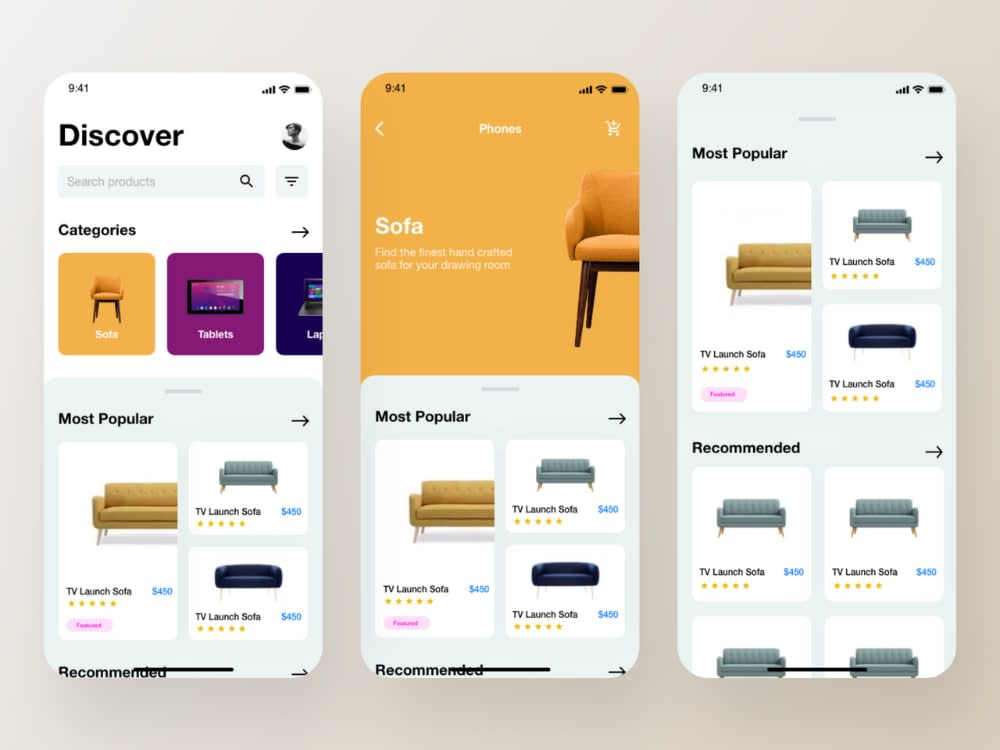 9:41
Discover
Search products
Categories
Sofa
Tablets
Lap
Most Popular
TV Launch Sofa $450
Featured
TV Launch Sofa $450
TV Launch Sofa $450
Recommended
9:41
Phones
Sofa
Find the finest hand crafted
sofa for your drawing room
Most Popular
TV Launch Sofa $450
Featured
TV Launch Sofa $450
TV Launch Sofa $450
Recommended
9:41
Most Popular
TV Launch Sofa $450
Featured
TV Launch Sofa $450
TV Launch Sofa $450
Recommended
TV Launch Sofa $450
TV Launch Sofa $450